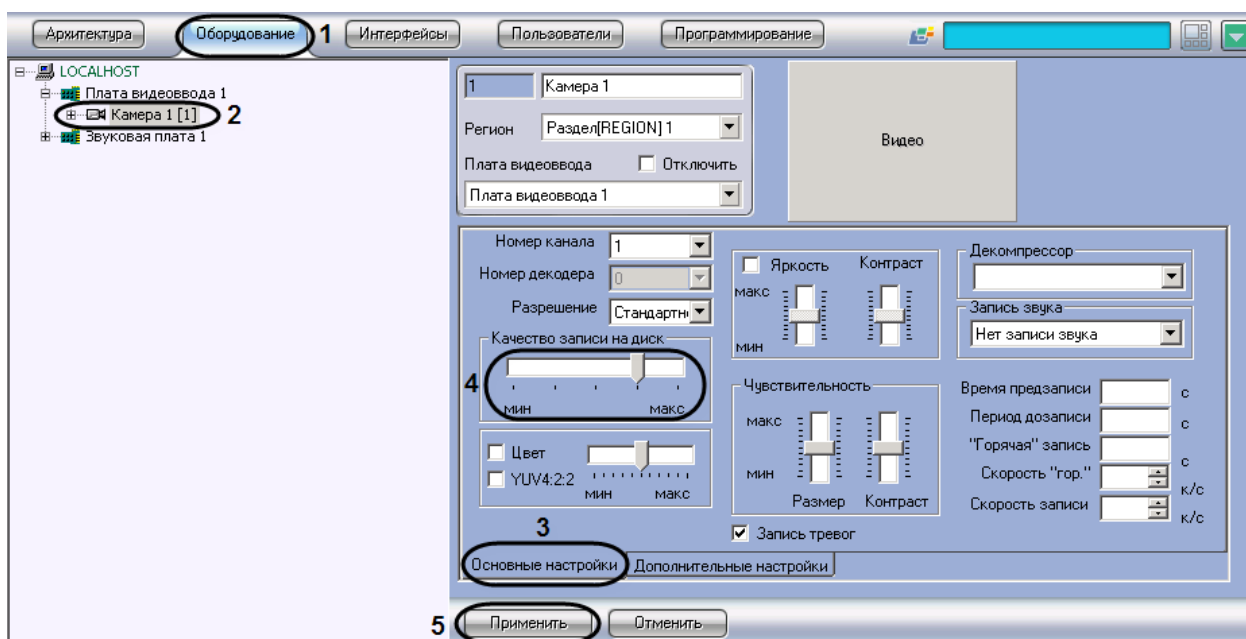 Архитектура
Оборудование
1
Интерфейсы
Пользователи
Программирование
LOCALHOST
Плата видеоввода 1
Камера 1 [1]
2
Звуковая плата 1
1
Камера 1
Регион
Раздел[REGION] 1
Плата видеоввода
Отключить
Плата видеоввода 1
Видео
Номер канала
1
Номер декодера
0
Разрешение
Стандартн
Качество записи на диск
4
мин
макс
Цвет
YUV4:2:2
мин
макс
3
Яркость
Контраст
макс
мин
Чувствительность
макс
мин
Размер
Контраст
Запись тревог
Декомпрессор
Запись звука
Нет записи звука
Время предзаписи
с
Период дозаписи
с
"Горячая" запись
с
Скорость "гор."
к/с
Скорость записи
к/с
Основные настройки
Дополнительные настройки
5
Применить
Отменить